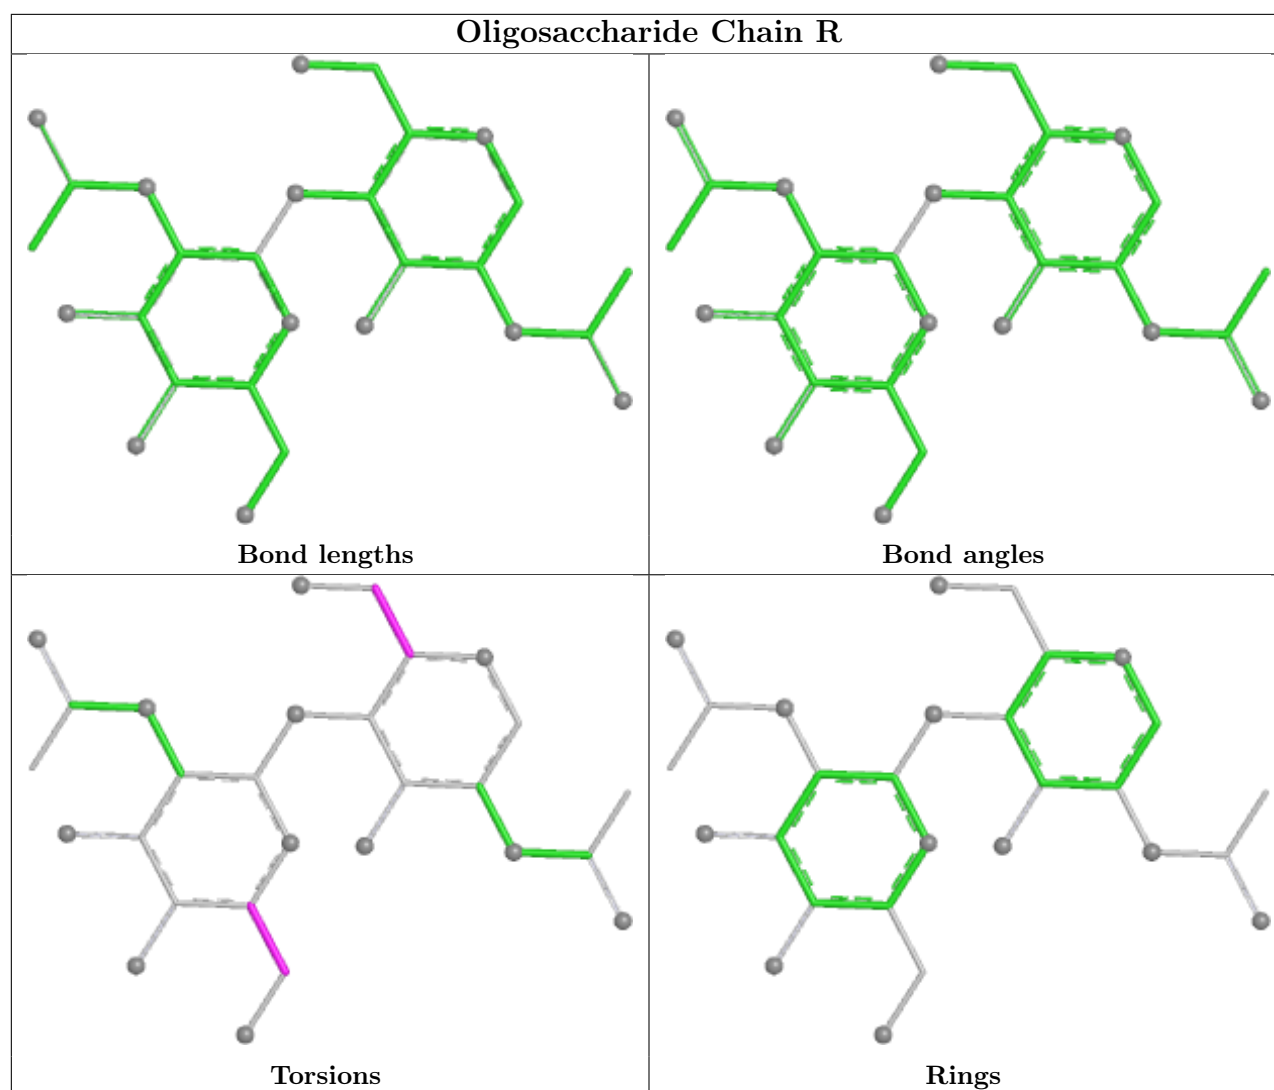 Oligosaccharide Chain R
Bond lengths
Bond angles
Torsions
Rings